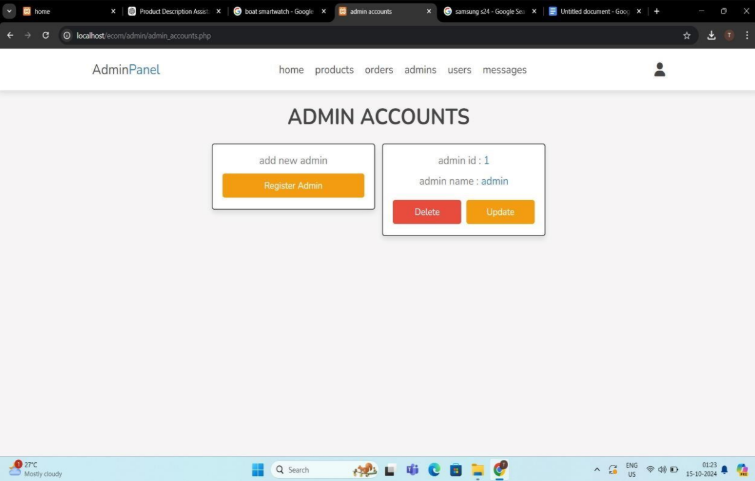 home
Product Description Assist
boat smartwatch - Google
admin accounts
samsung s24 - Google Sea
Untitled document - Goog
localhost/ecom/admin/admin_accounts.php
T
AdminPanel
home products orders admins users messages
ADMIN ACCOUNTS
add new admin
Register Admin
admin id : 1
admin name : admin
Delete
Update
1
27°C
Mostly cloudy
Search
ENG
US
01:23
15-10-2024